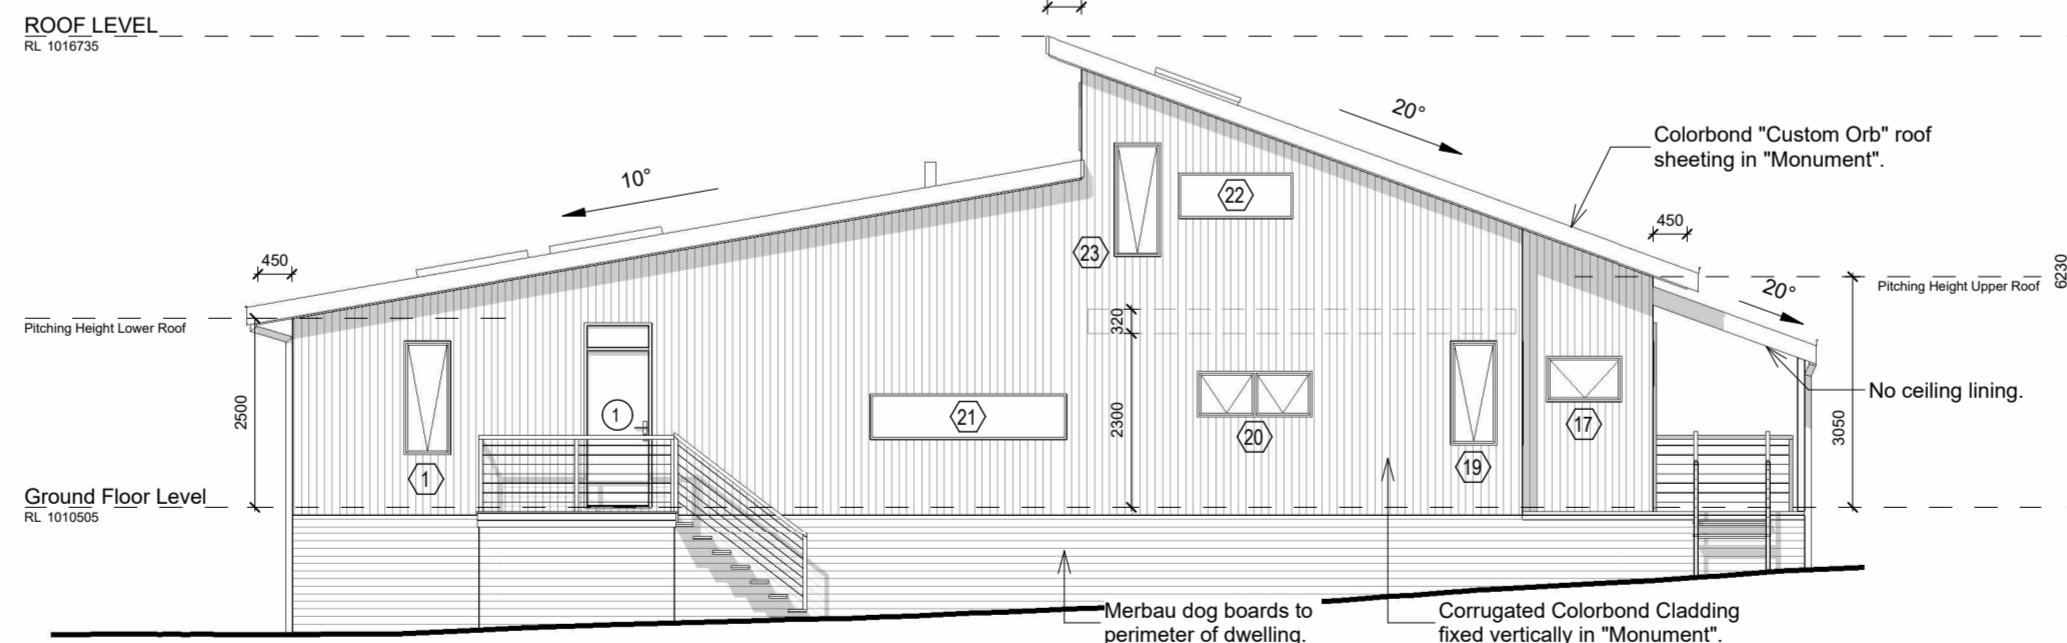 ROOF LEVEL
RL 1016735
20°
Colorbond "Custom Orb" roof
sheeting in "Monument".
10°
22
450
23
450
6230
Pitching Height Upper Roof
20°
Pitching Height Lower Roof
320
2500
1
21
2300
20
17
No ceiling lining.
3050
1
19
Ground Floor Level
RL 1010505
Merbau dog boards to
perimeter of dwelling.
Corrugated Colorbond Cladding
fixed vertically in "Monument".